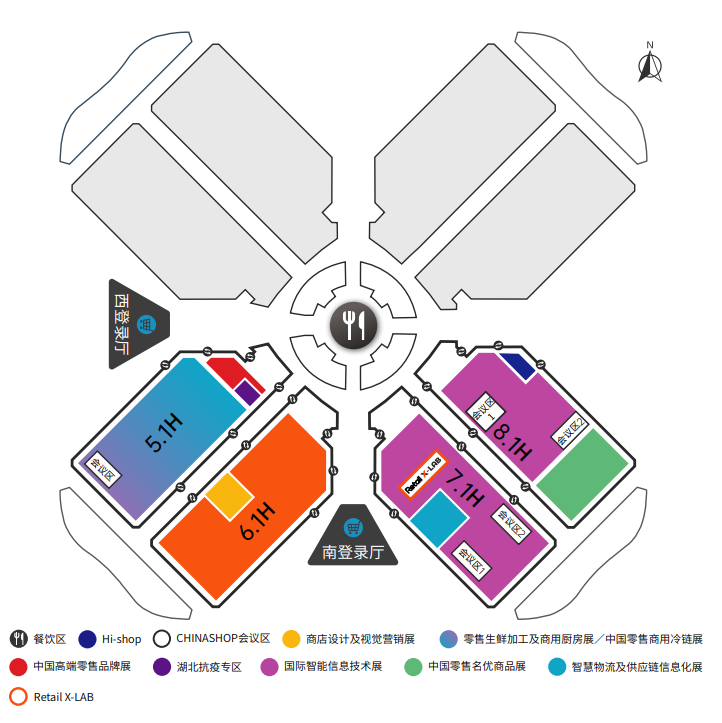 N
西登录厅
5.1H
会议区
6.1H
南登录厅
Retail X-LAB
7.1H
会议区2
会议区1
会议区
1
8.1H
会议区2
餐饮区
Hi-shop
CHINASHOP会议区
商店设计及视觉营销展
零售生鲜加工及商用厨房展／中国零售商用冷链展
中国高端零售品牌展
湖北抗疫专区
国际智能信息技术展
中国零售名优商品展
智慧物流及供应链信息化展
Retail X-LAB